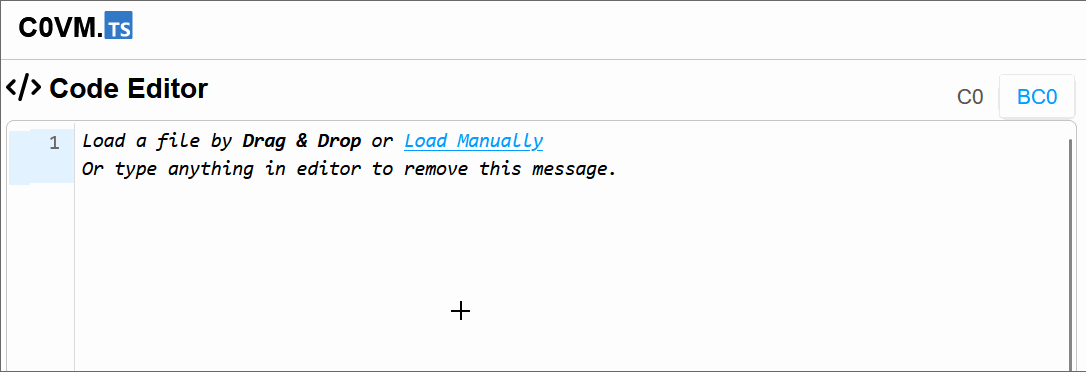 C0VM.TS
</> Code Editor
C0 BC0
1 Load a file by Drag & Drop or Load Manually
Or type anything in editor to remove this message.